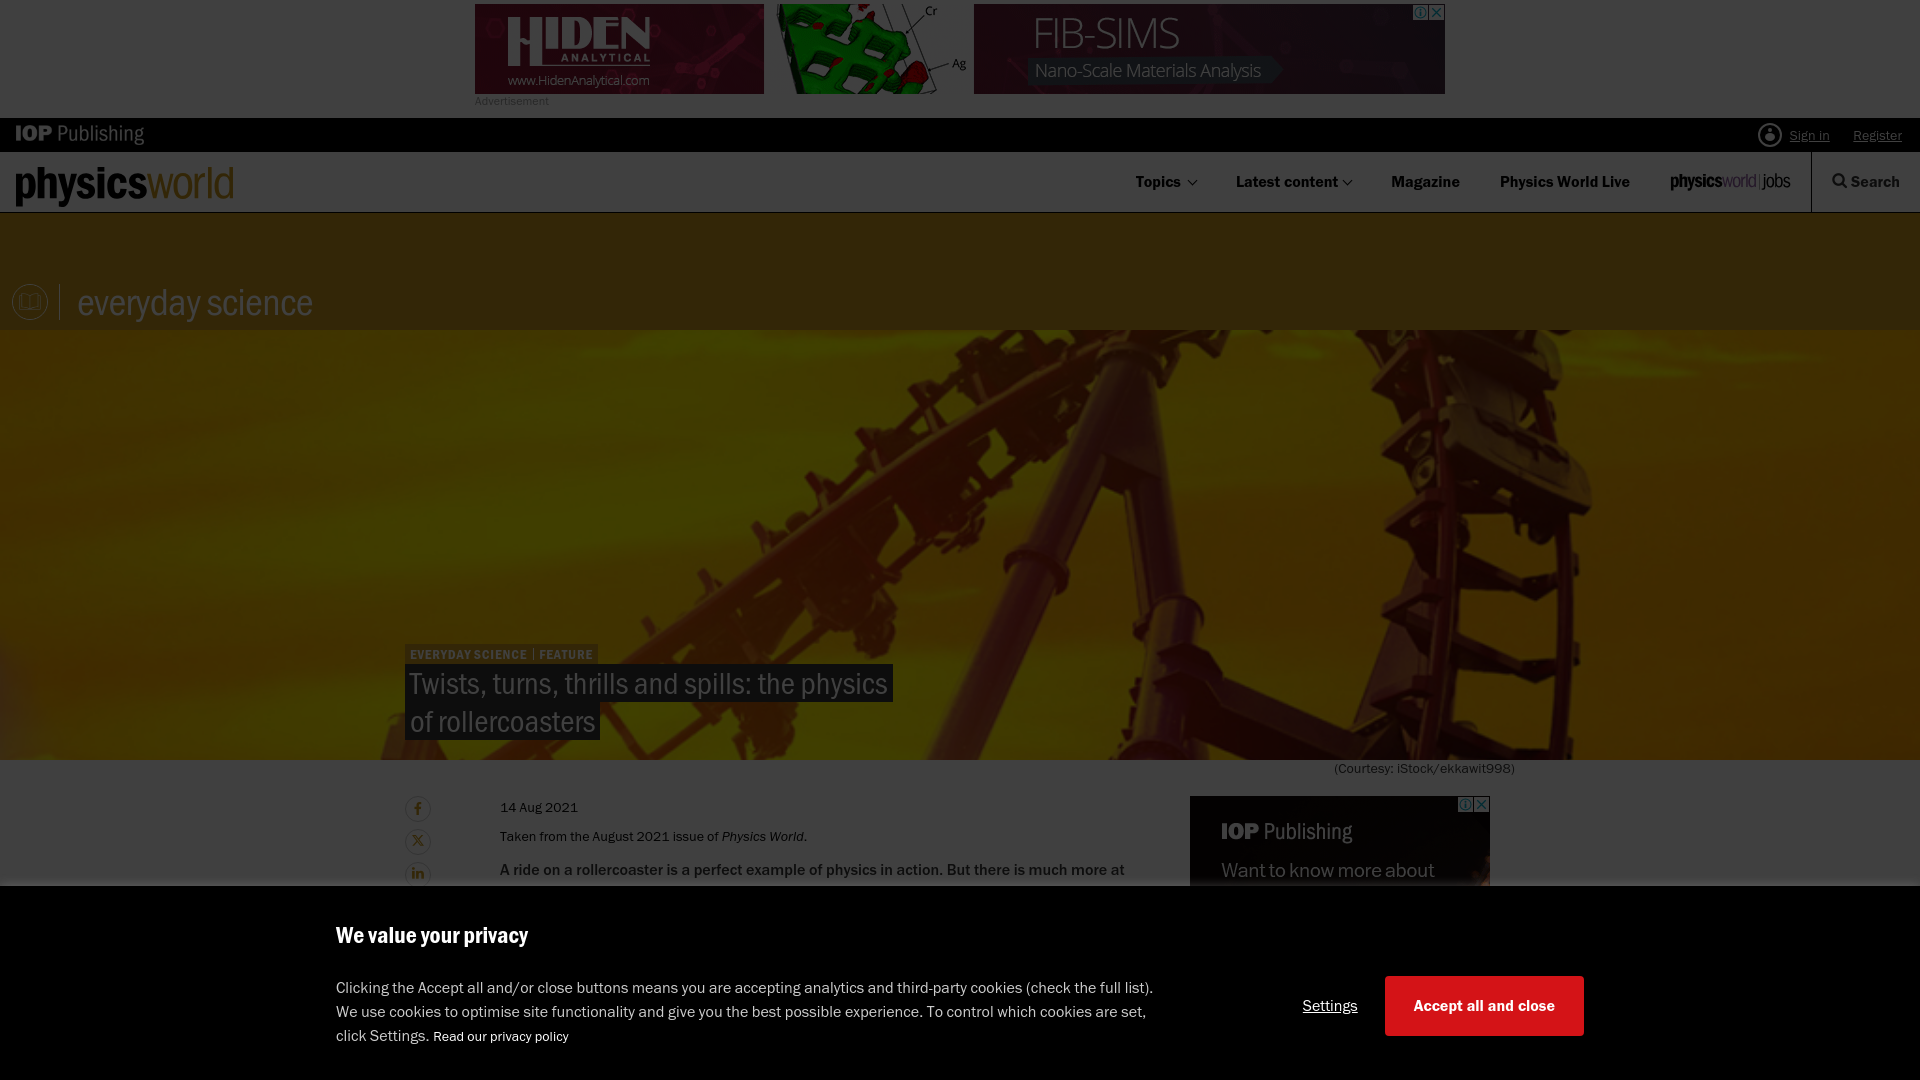 HIDEN
ANALYTICAL
www.HidenAnalytical.com
Cr
Ag
FIB-SIMS
Nano-Scale Materials Analysis
Advertisement
IOP Publishing
Sign in
Register
physicsworld
Topics
Latest content
Magazine
Physics World Live
physicsworld|jobs
Search
everyday science
EVERYDAY SCIENCE | FEATURE
Twists, turns, thrills and spills: the physics
of rollercoasters
(Courtesy: iStock/ekkawit998)
14 Aug 2021
Taken from the August 2021 issue of Physics World.
A ride on a rollercoaster is a perfect example of physics in action. But there is much more at
IOP Publishing
Want to know more about
We value your privacy
Clicking the Accept all and/or close buttons means you are accepting analytics and third-party cookies (check the full list).
We use cookies to optimise site functionality and give you the best possible experience. To control which cookies are set,
click Settings. Read our privacy policy
Settings
Accept all and close